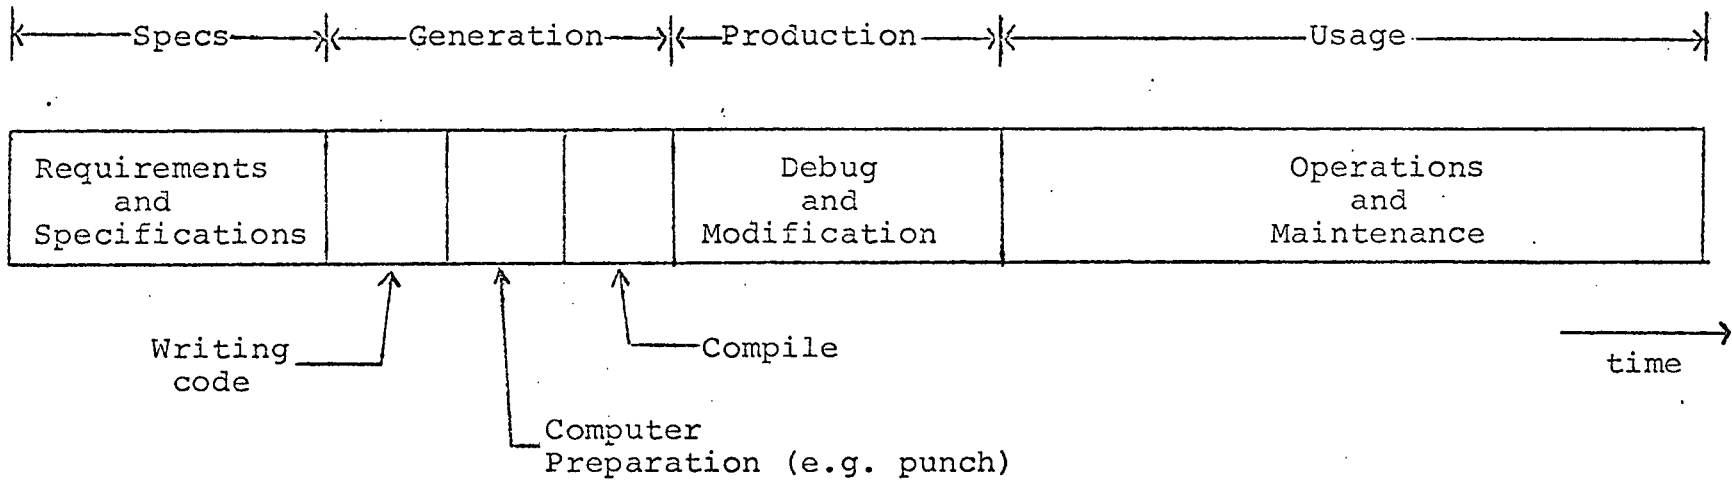 Specs Generation Production Usage
Requirements
and
Specifications
Debug
and
Modification
Operations
and
Maintenance
Writing
code
Compile
Computer
Preparation (e.g. punch)
time